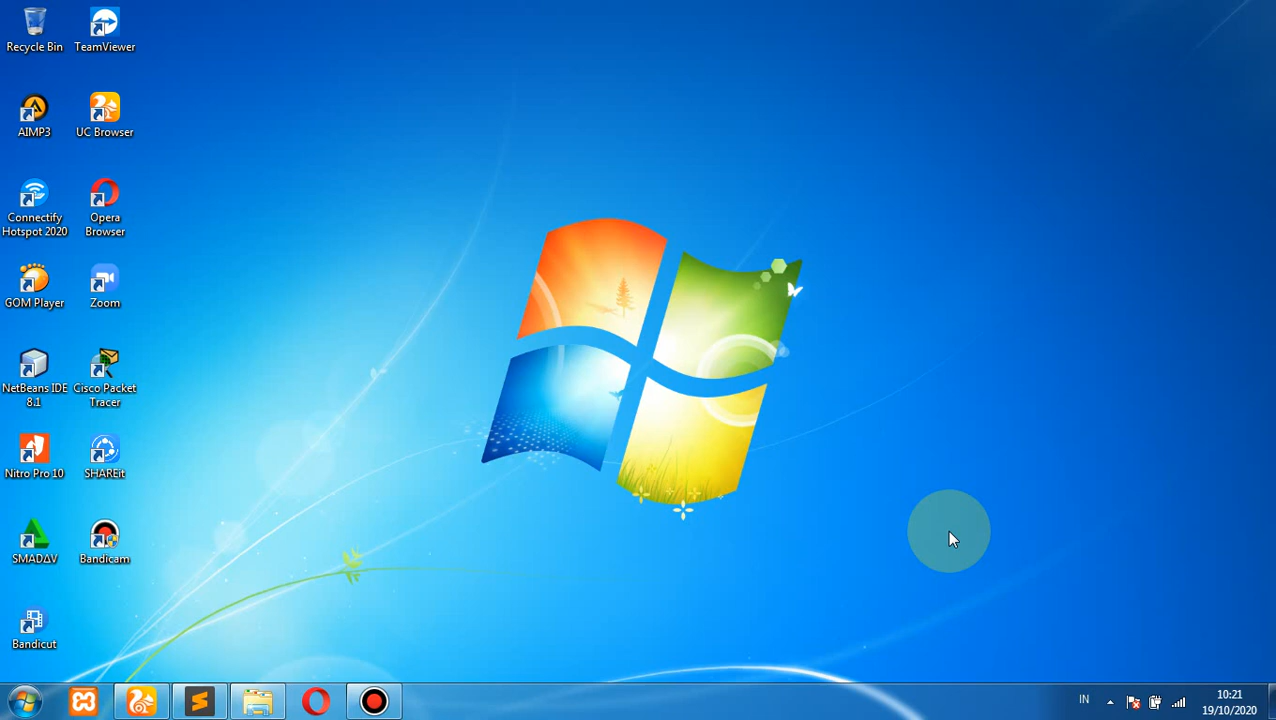 Recycle Bin
TeamViewer
AIMP3
UC Browser
Connectify
Hotspot 2020
Opera
Browser
GOM Player
Zoom
NetBeans IDE
8.1
Cisco Packet
Tracer
Nitro Pro 10
SHAREit
SMADΔV
Bandicam
Bandicut
IN
10:21
19/10/2020